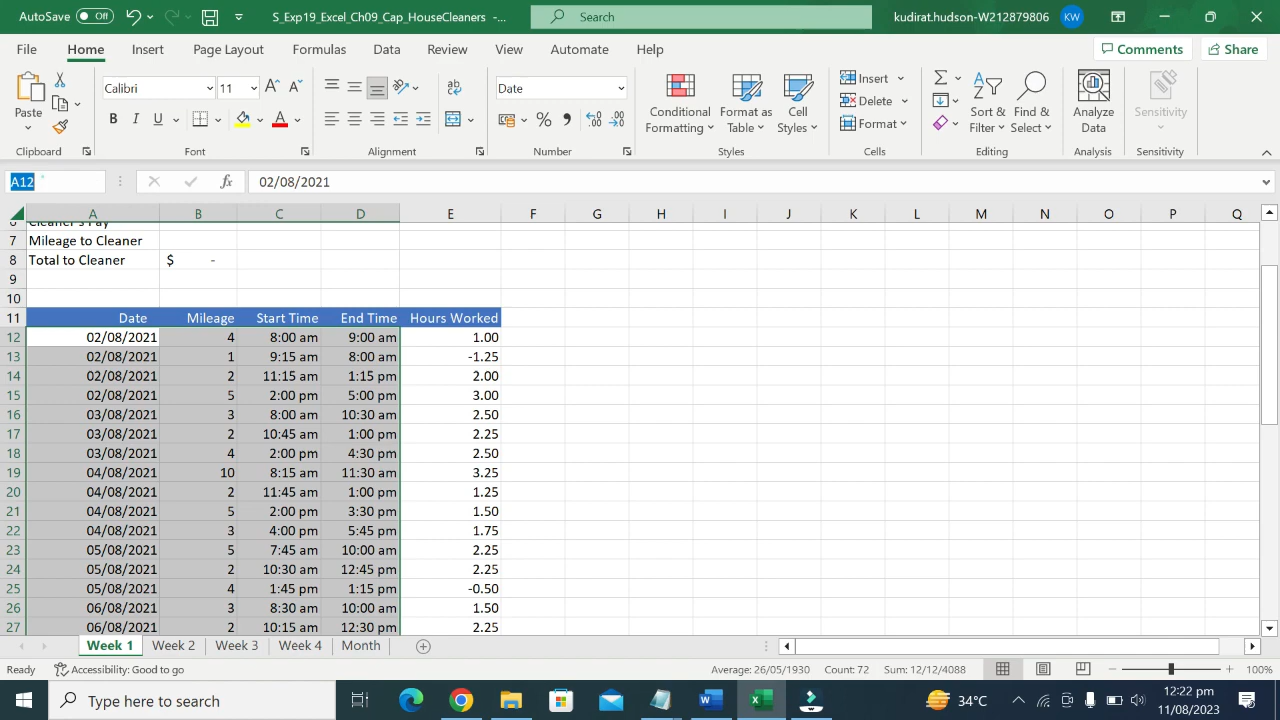 AutoSave Off S_Exp19_Excel_Ch09_Cap_HouseCleaners -... Search kudirat.hudson-W212879806 KW
File Home Insert Page Layout Formulas Data Review View Automate Help Comments Share
Paste Calibri 11 Date Conditional Formatting Format as Table Cell Styles Insert Delete Format Sort & Filter Find & Select Analyze Data Sensitivity
Clipboard Font Alignment Number Styles Cells Editing Analysis Sensitivity
A12 fx 02/08/2021
A B C D E F G H I J K L M N O P Q
6 Cleaner's Pay
7 Mileage to Cleaner
8 Total to Cleaner $ -
9
10
11 Date Mileage Start Time End Time Hours Worked
12 02/08/2021 4 8:00 am 9:00 am 1.00
13 02/08/2021 1 9:15 am 8:00 am -1.25
14 02/08/2021 2 11:15 am 1:15 pm 2.00
15 02/08/2021 5 2:00 pm 5:00 pm 3.00
16 03/08/2021 3 8:00 am 10:30 am 2.50
17 03/08/2021 2 10:45 am 1:00 pm 2.25
18 03/08/2021 4 2:00 pm 4:30 pm 2.50
19 04/08/2021 10 8:15 am 11:30 am 3.25
20 04/08/2021 2 11:45 am 1:00 pm 1.25
21 04/08/2021 5 2:00 pm 3:30 pm 1.50
22 04/08/2021 3 4:00 pm 5:45 pm 1.75
23 05/08/2021 5 7:45 am 10:00 am 2.25
24 05/08/2021 2 10:30 am 12:45 pm 2.25
25 05/08/2021 4 1:45 pm 1:15 pm -0.50
26 06/08/2021 3 8:30 am 10:00 am 1.50
27 06/08/2021 2 10:15 am 12:30 pm 2.25
Week 1 Week 2 Week 3 Week 4 Month
Ready Accessibility: Good to go Average: 26/05/1930 Count: 72 Sum: 12/12/4088 100%
Type here to search 34°C 12:22 pm
11/08/2023